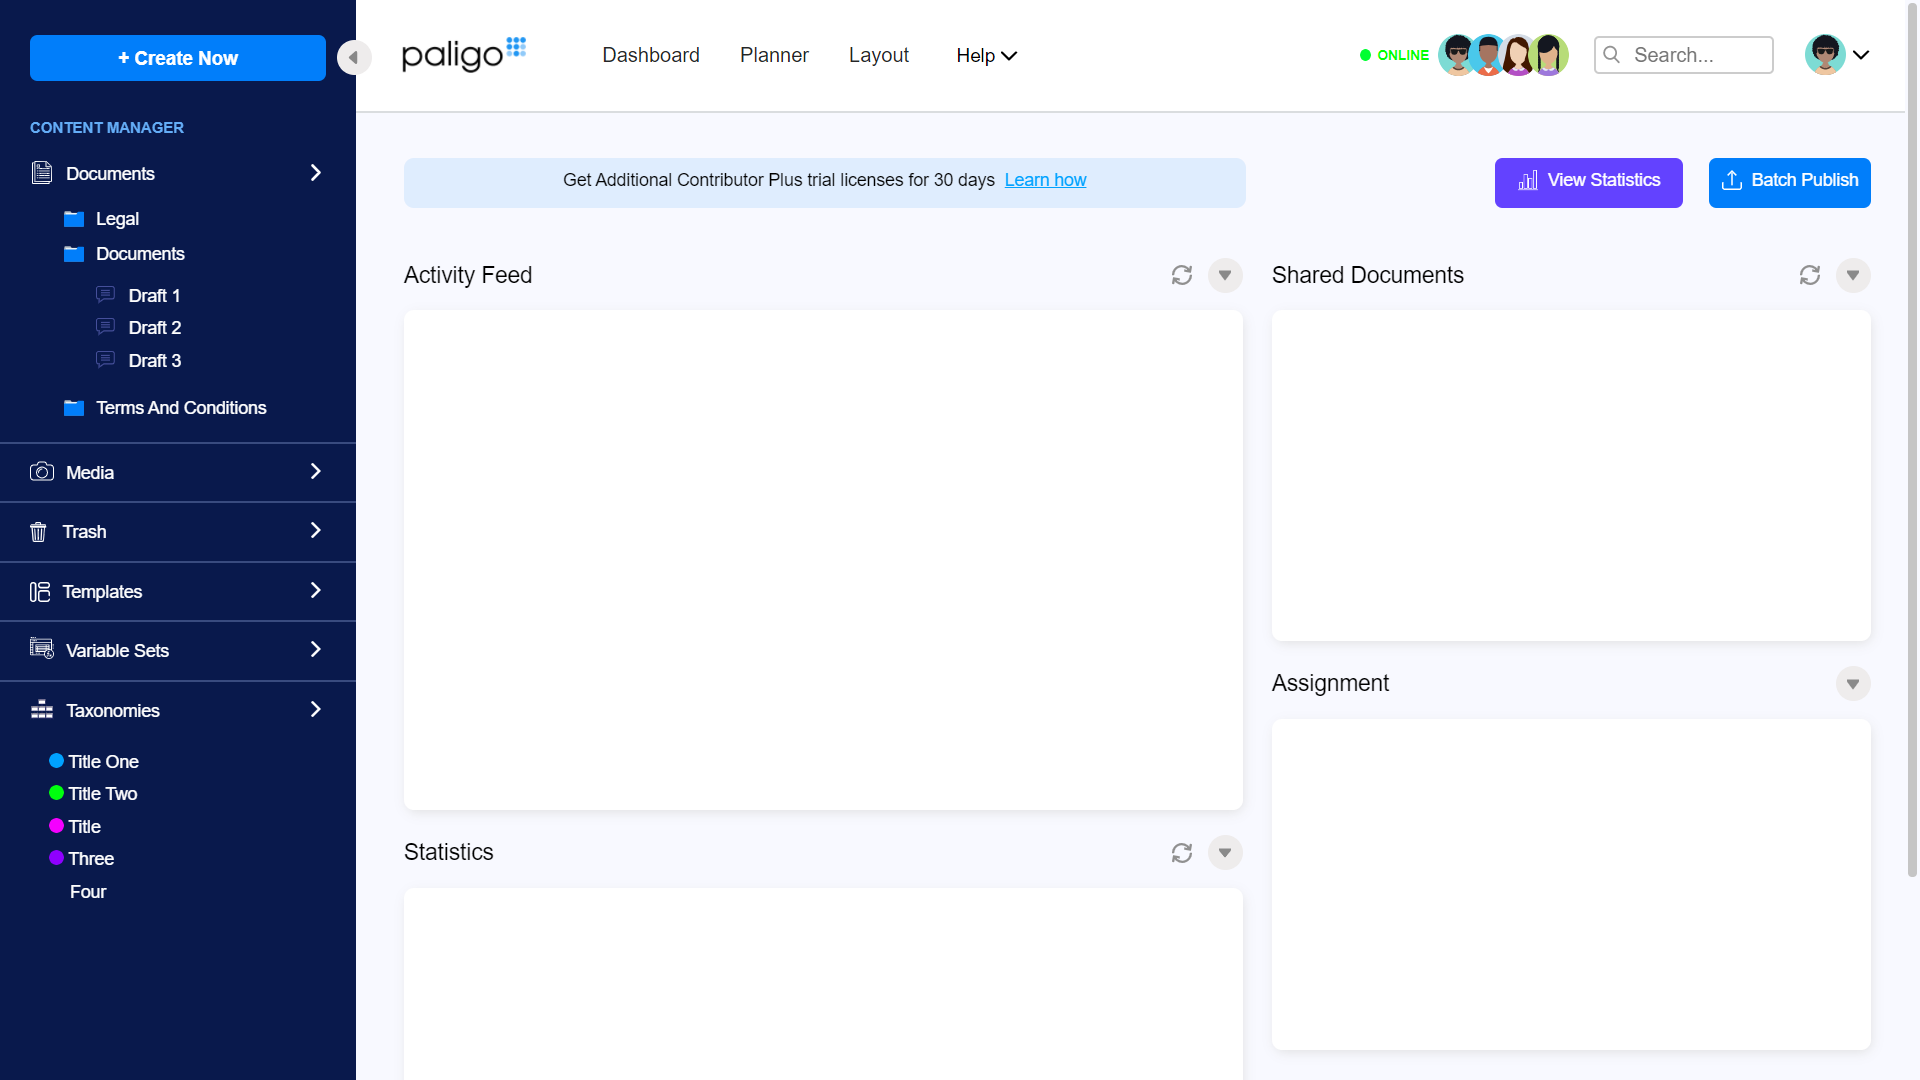 + Create Now
CONTENT MANAGER
Documents
Legal
Documents
Draft 1
Draft 2
Draft 3
Terms And Conditions
Media
Trash
Templates
Variable Sets
Taxonomies
Title One
Title Two
Title
Three
Four
paligo
Dashboard
Planner
Layout
Help
ONLINE
Search...
Get Additional Contributor Plus trial licenses for 30 days Learn how
View Statistics
Batch Publish
Activity Feed
Shared Documents
Assignment
Statistics